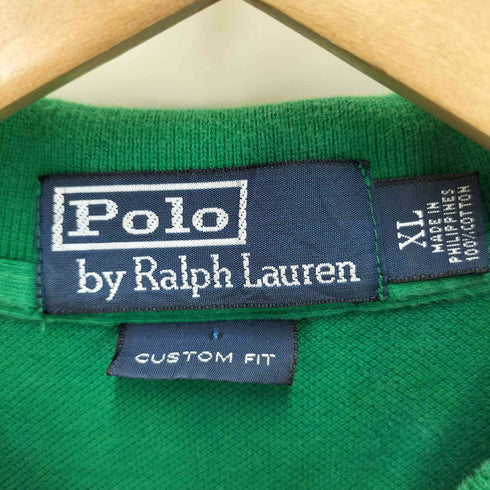 Polo
by Ralph Lauren
XL
MADE IN
PHILIPPINES
100% COTTON
CUSTOM FIT